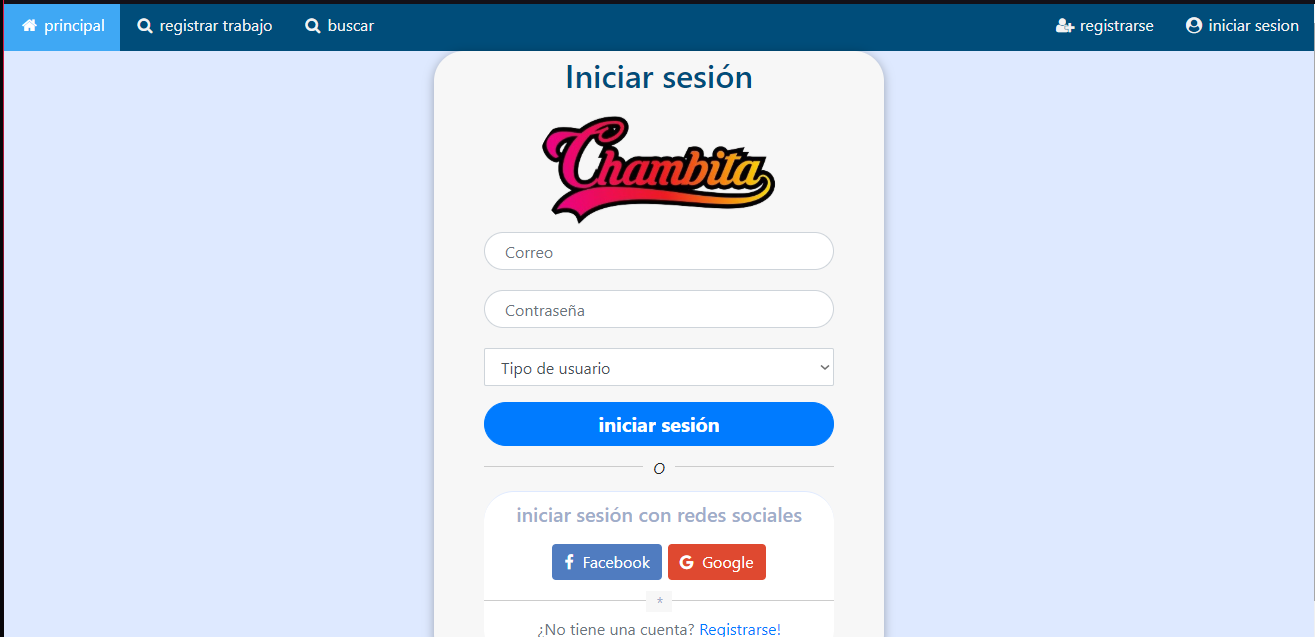 principal registrar trabajo buscar registrarse iniciar sesion
Iniciar sesión
Chambita
Correo
Contraseña
Tipo de usuario
iniciar sesión
O
iniciar sesión con redes sociales
Facebook Google
*
¿No tiene una cuenta? Registrarse!